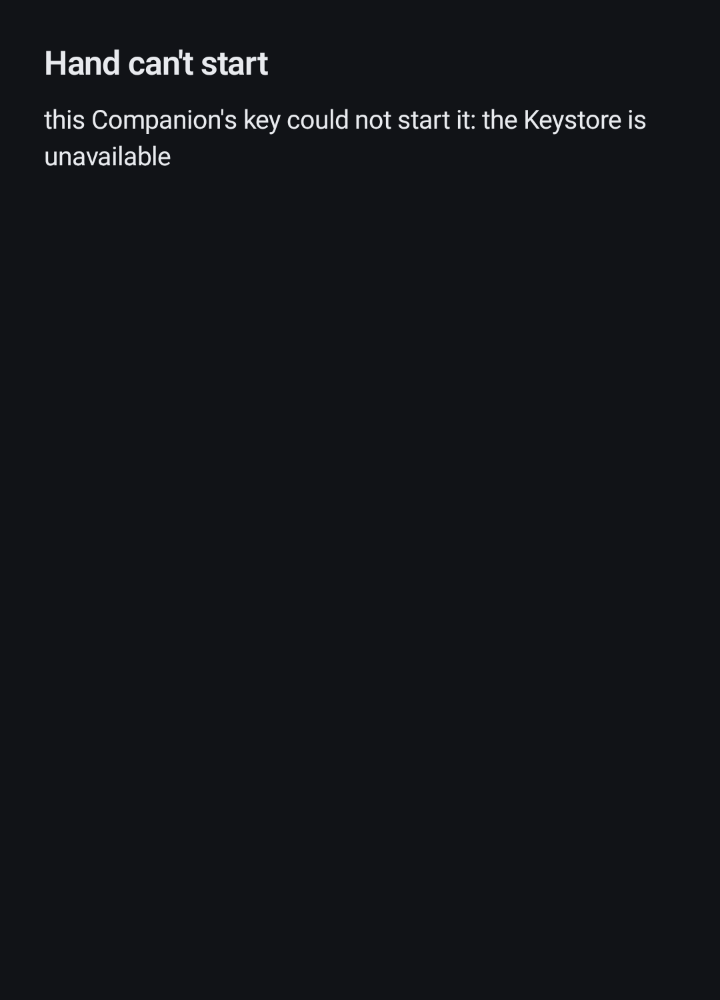 Hand can't start
this Companion's key could not start it: the Keystore is
unavailable